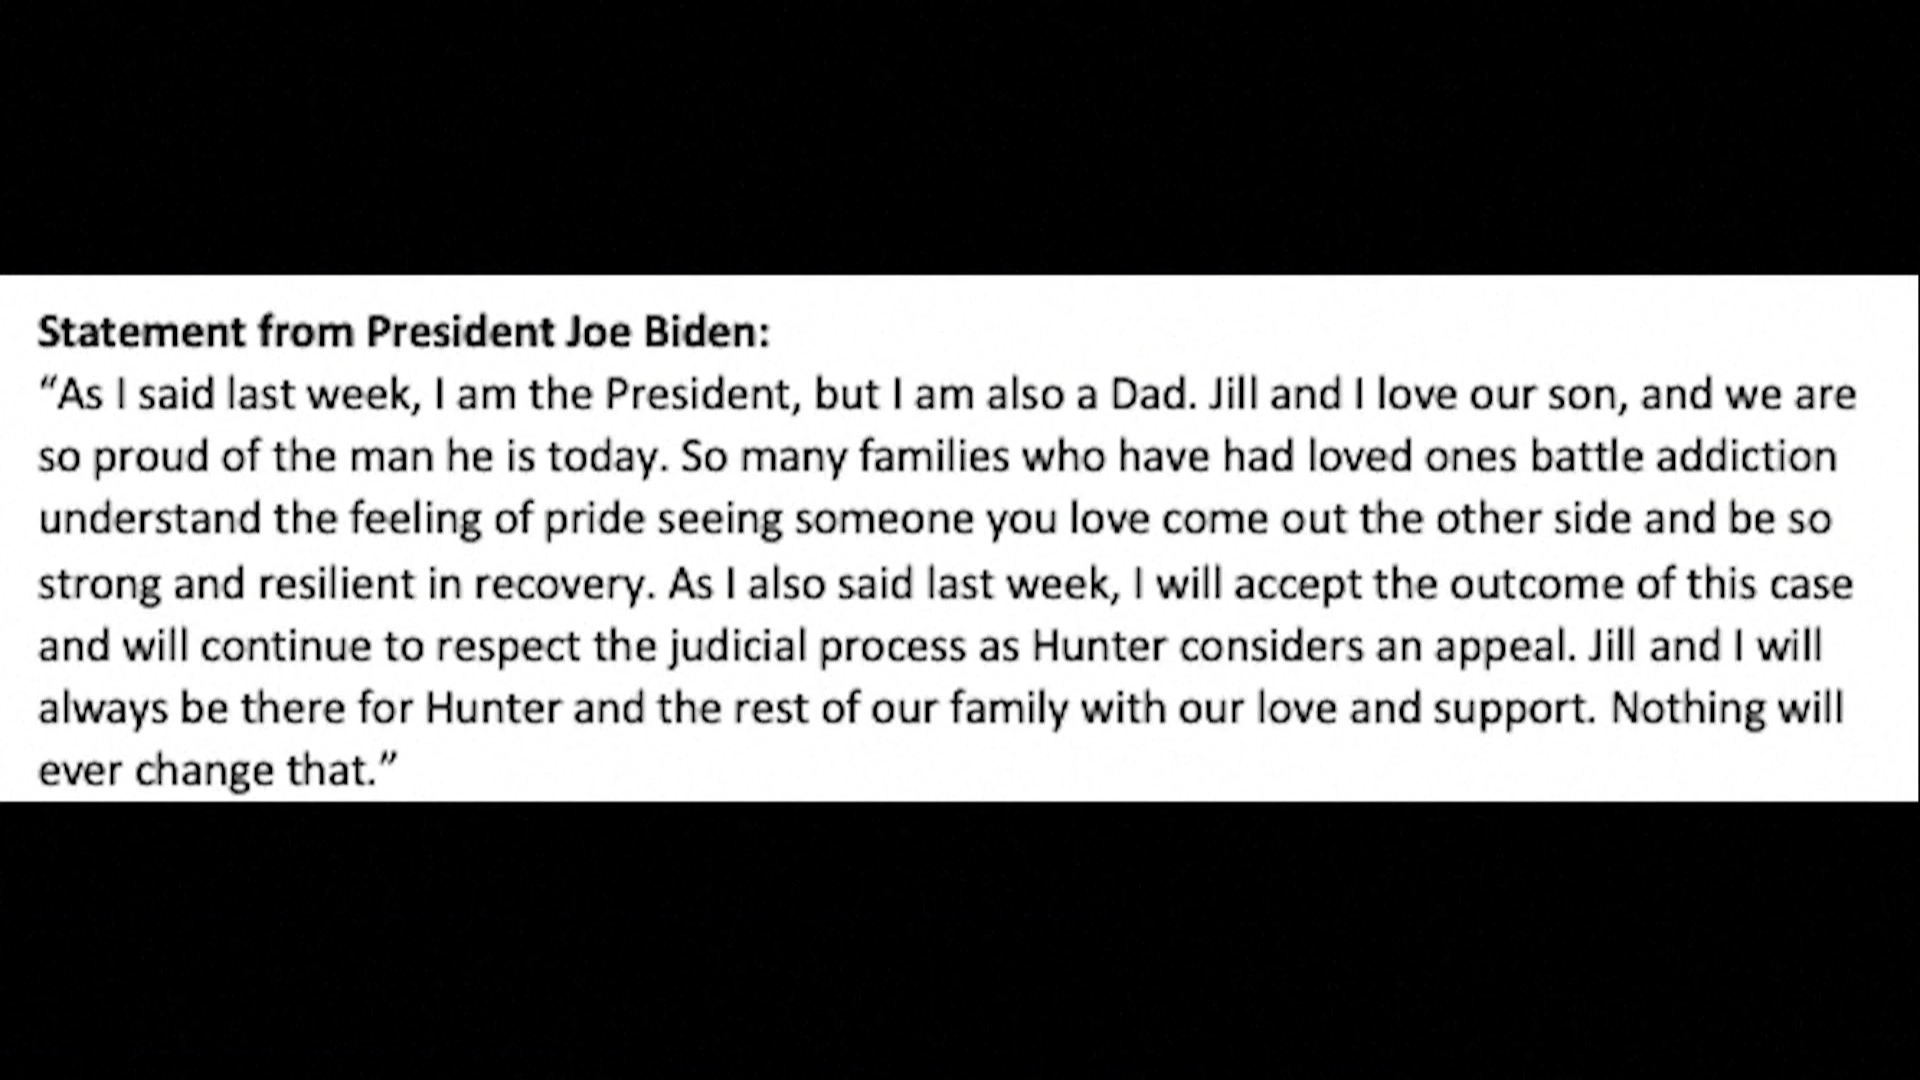 Statement from President Joe Biden:
“As I said last week, I am the President, but I am also a Dad. Jill and I love our son, and we are
so proud of the man he is today. So many families who have had loved ones battle addiction
understand the feeling of pride seeing someone you love come out the other side and be so
strong and resilient in recovery. As I also said last week, I will accept the outcome of this case
and will continue to respect the judicial process as Hunter considers an appeal. Jill and I will
always be there for Hunter and the rest of our family with our love and support. Nothing will
ever change that.”